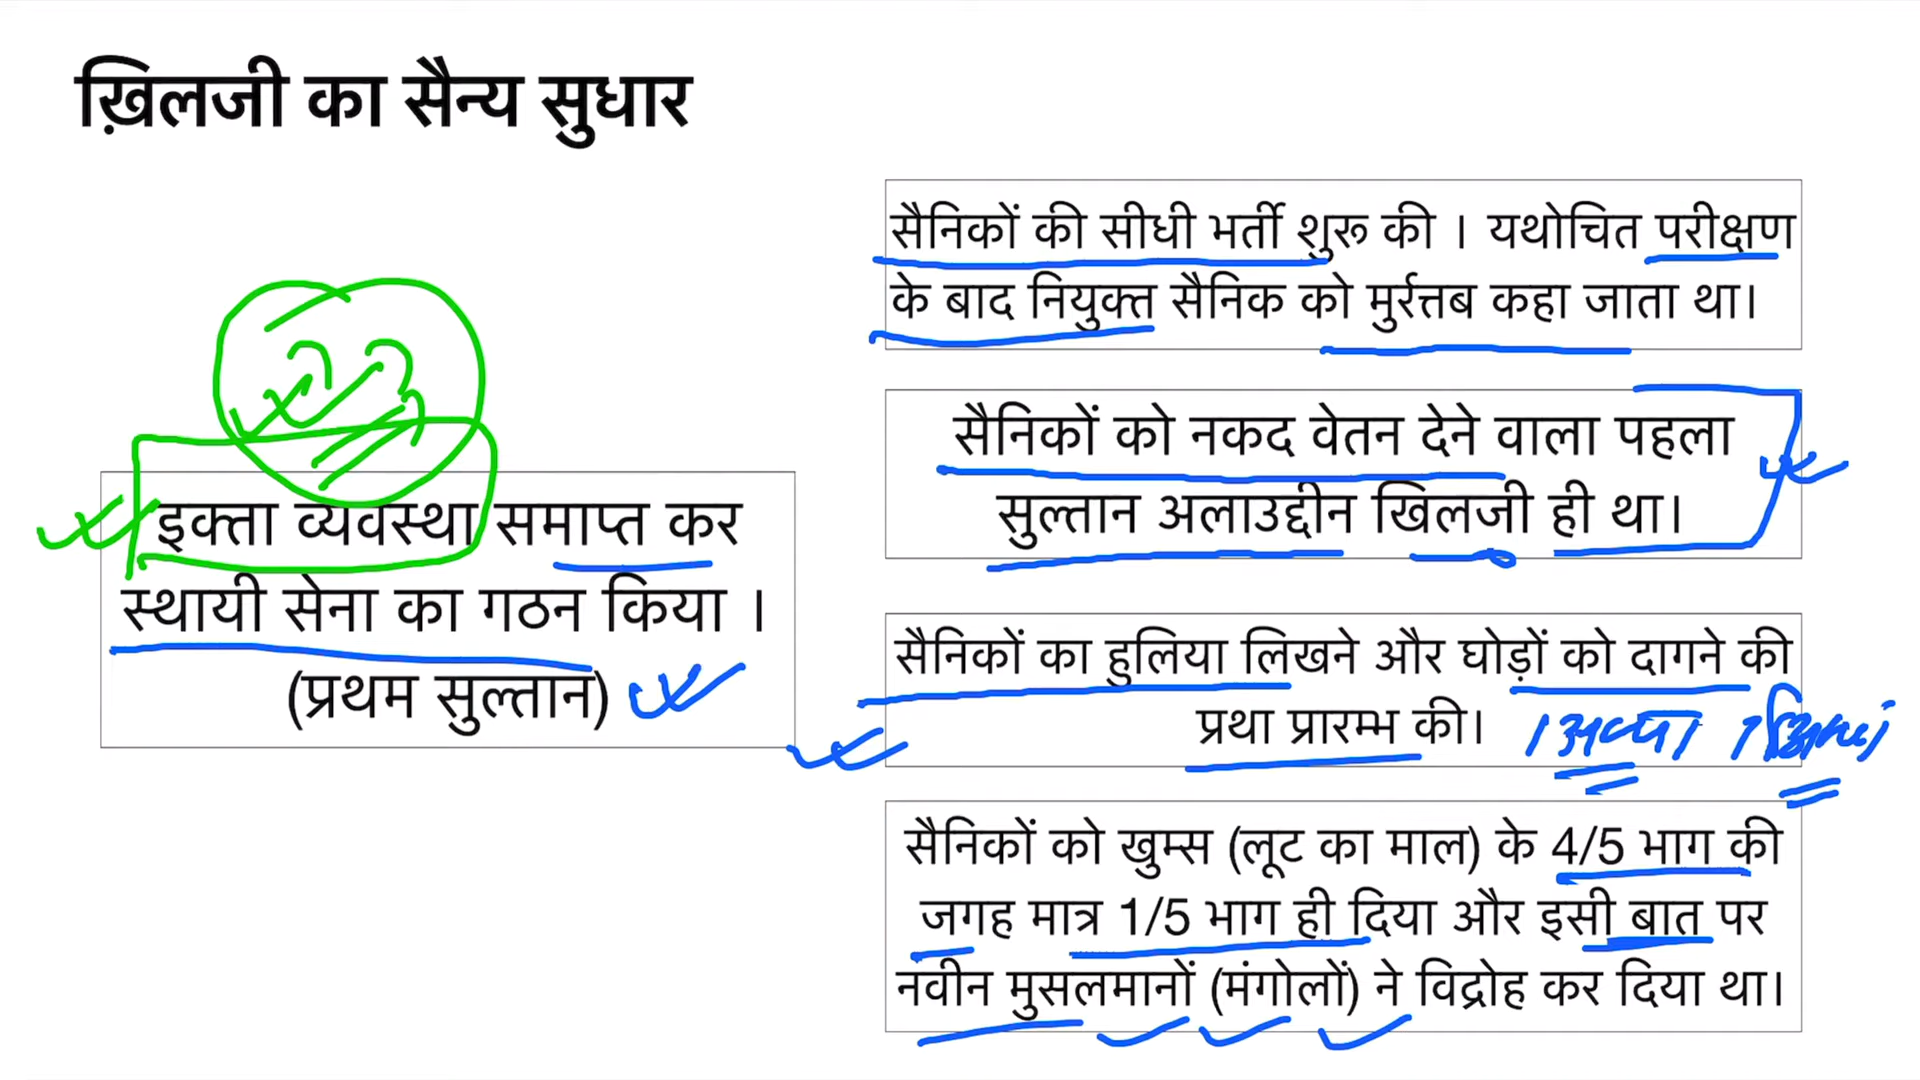 ख़िलजी का सैन्य सुधार
इक्ता व्यवस्था समाप्त कर
स्थायी सेना का गठन किया ।
(प्रथम सुल्तान)
सैनिकों की सीधी भर्ती शुरू की । यथोचित परीक्षण
के बाद नियुक्त सैनिक को मुर्रत्तब कहा जाता था।
सैनिकों को नकद वेतन देने वाला पहला
सुल्तान अलाउद्दीन खिलजी ही था।
सैनिकों का हुलिया लिखने और घोड़ों को दागने की
प्रथा प्रारम्भ की।
सैनिकों को खुम्स (लूट का माल) के 4/5 भाग की
जगह मात्र 1/5 भाग ही दिया और इसी बात पर
नवीन मुसलमानों (मंगोलों) ने विद्रोह कर दिया था।